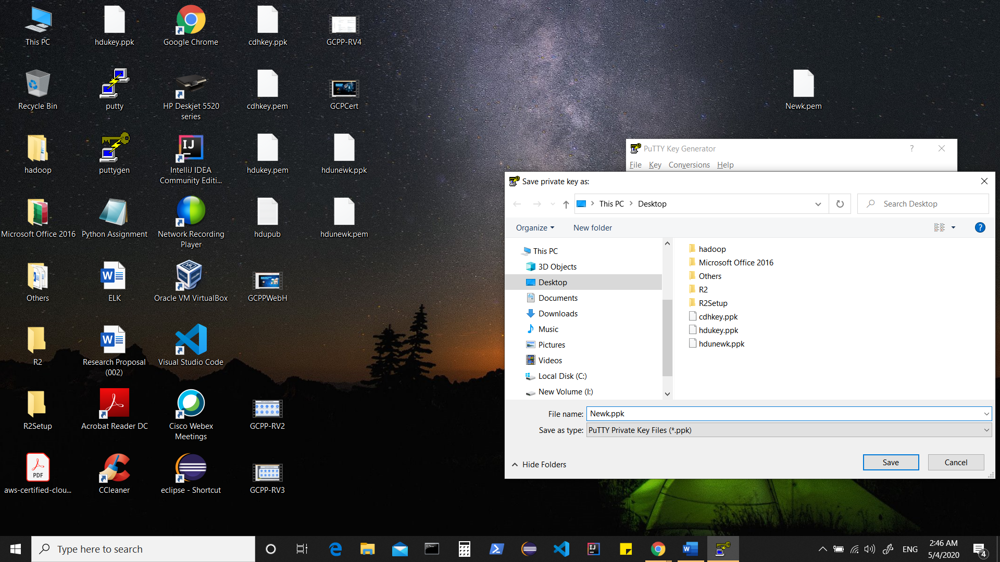 This PC
hdukey.ppk
Google Chrome
cdhkey.ppk
GCPP-RV4
Recycle Bin
putty
HP Deskjet 5520
series
cdhkey.pem
GCPCert
Newk.pem
hadoop
puttygen
IntelliJ IDEA
Community Editi...
hdukey.pem
hdunewk.ppk
Microsoft Office 2016
Python Assignment
Network Recording
Player
hdupub
hdunewk.pem
Others
ELK
Oracle VM VirtualBox
GCPPWebH
R2
Research Proposal
(002)
Visual Studio Code
R2Setup
Acrobat Reader DC
Cisco Webex
Meetings
GCPP-RV2
PDF
aws-certified-clou...
CCleaner
eclipse - Shortcut
GCPP-RV3
PuTTY Key Generator
?
File Key Conversions Help
Save private key as:
This PC > Desktop
Search Desktop
Organize
New folder
?
This PC
3D Objects
Desktop
Documents
Downloads
Music
Pictures
Videos
Local Disk (C:)
New Volume (I:)
hadoop
Microsoft Office 2016
Others
R2
R2Setup
cdhkey.ppk
hdukey.ppk
hdunewk.ppk
File name: Newk.ppk
Save as type: PuTTY Private Key Files (*.ppk)
Hide Folders
Save
Cancel
Type here to search
ENG
2:46 AM
5/4/2020
4